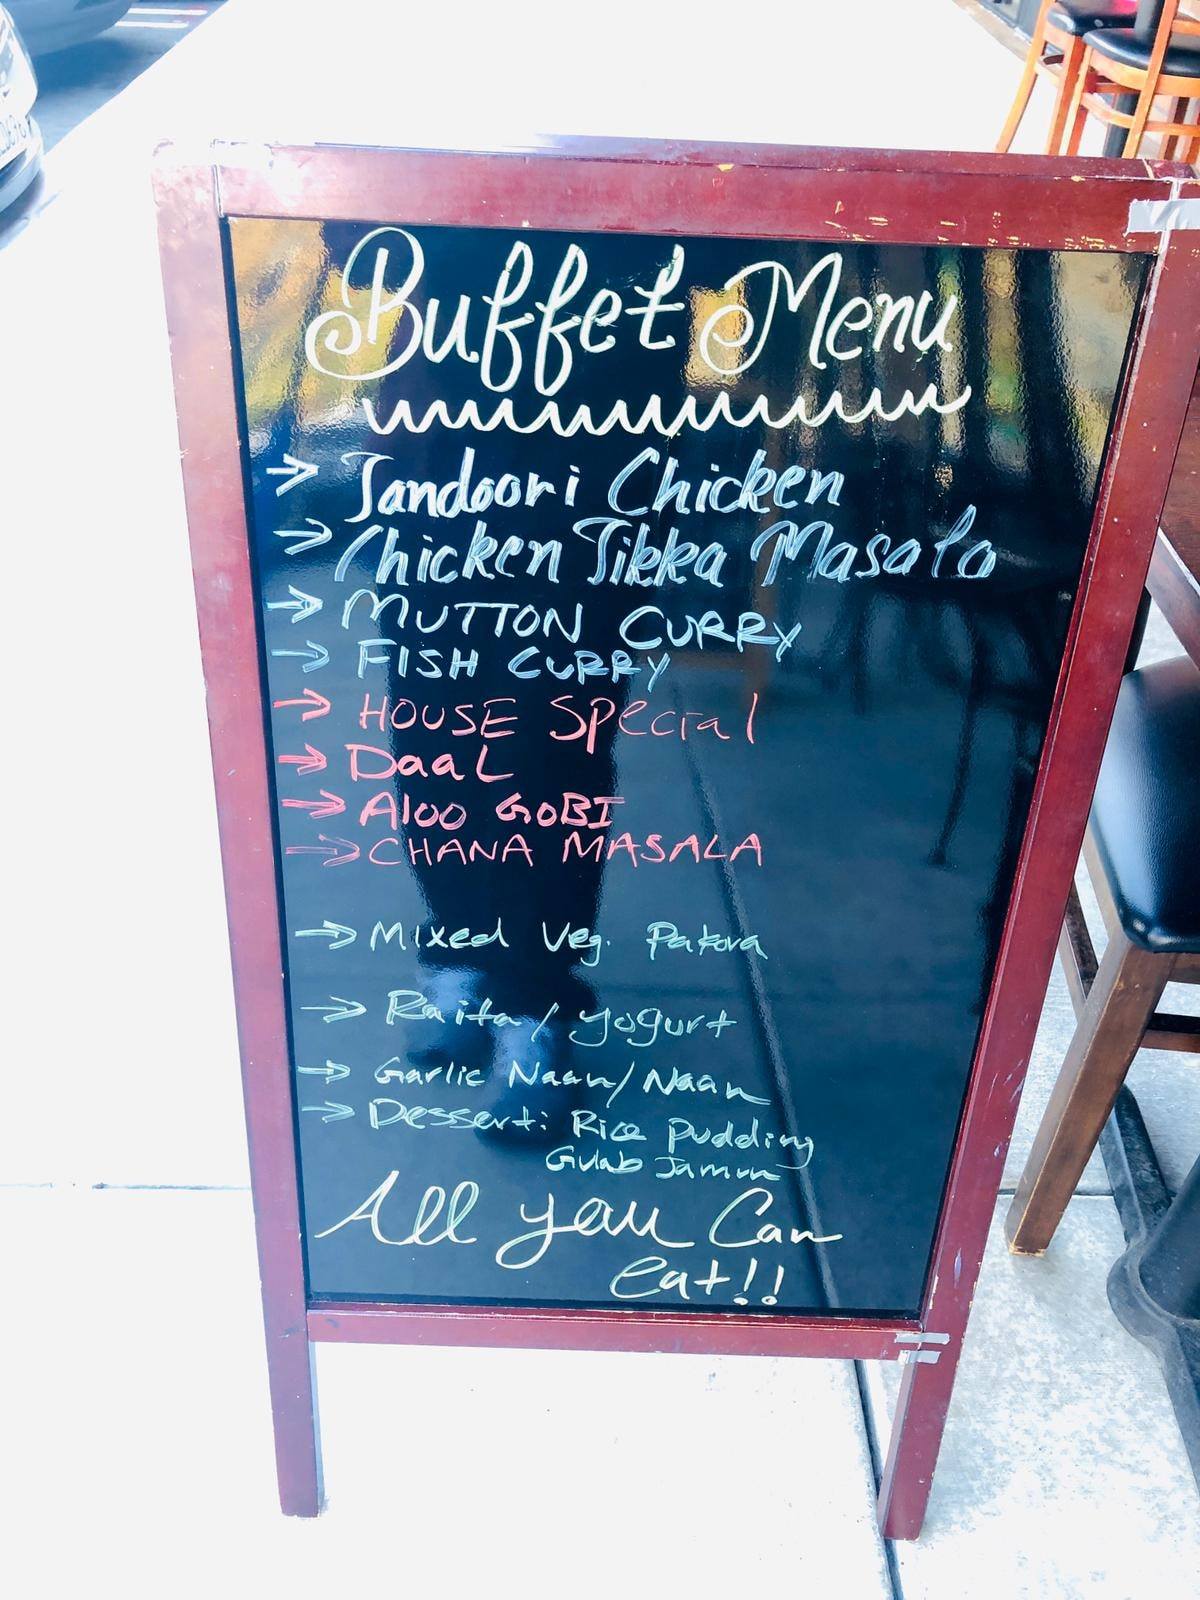 Buffet Menu
→ Tandoori Chicken
→ Chicken Tikka Masala
→ MUTTON CURRY
→ FISH CURRY
→ HOUSE Special
→ DaaL
→ Aloo GOBI
→ CHANA MASALA
→ Mixed Veg. Pakora
→ Raita / yogurt
→ Garlic Naan/Naan
→ Dessert: Rice pudding
Gulab Jamun
All you Can
eat!!